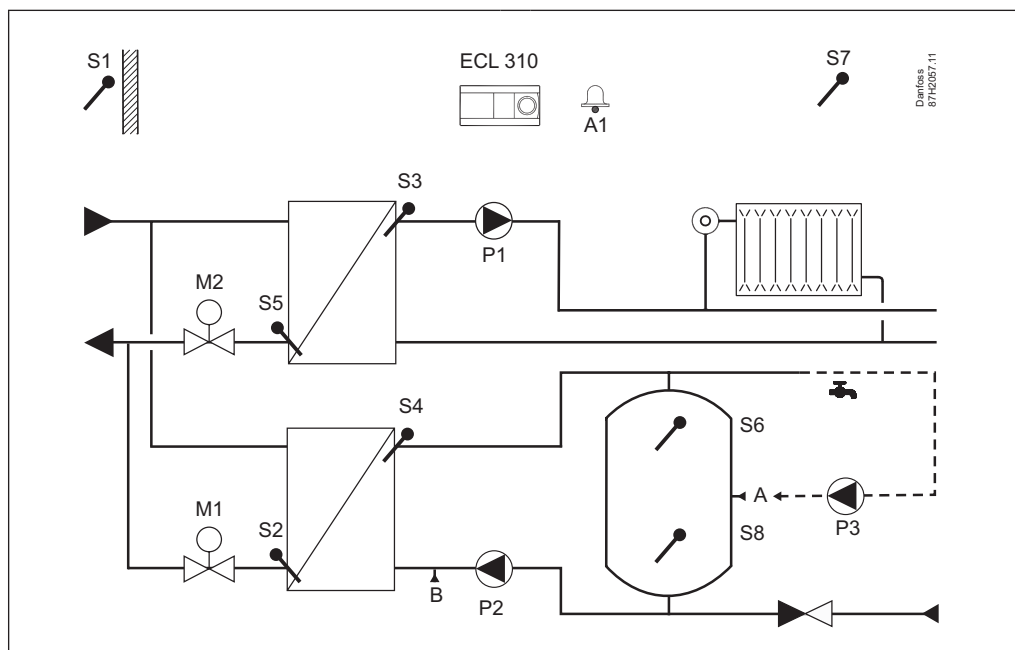 S1
ECL 310
A1
S7
Danfoss
87H2057.11
S3
P1
M2
S5
S4
S6
A
P3
M1
S2
S8
B
P2